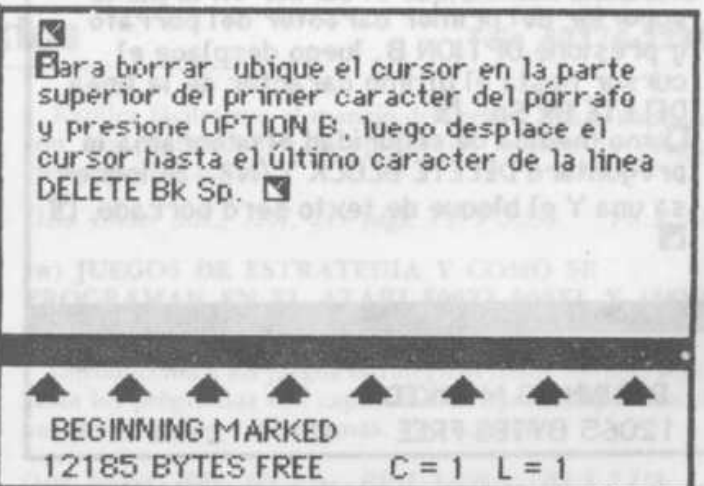 Para borrar ubique el cursor en la parte
superior del primer caracter del párrafo
y presione OPTION B, luego desplace el
cursor hasta el último caracter de la linea
DELETE Bk Sp.
BEGINNING MARKED
12185 BYTES FREE C = 1 L = 1